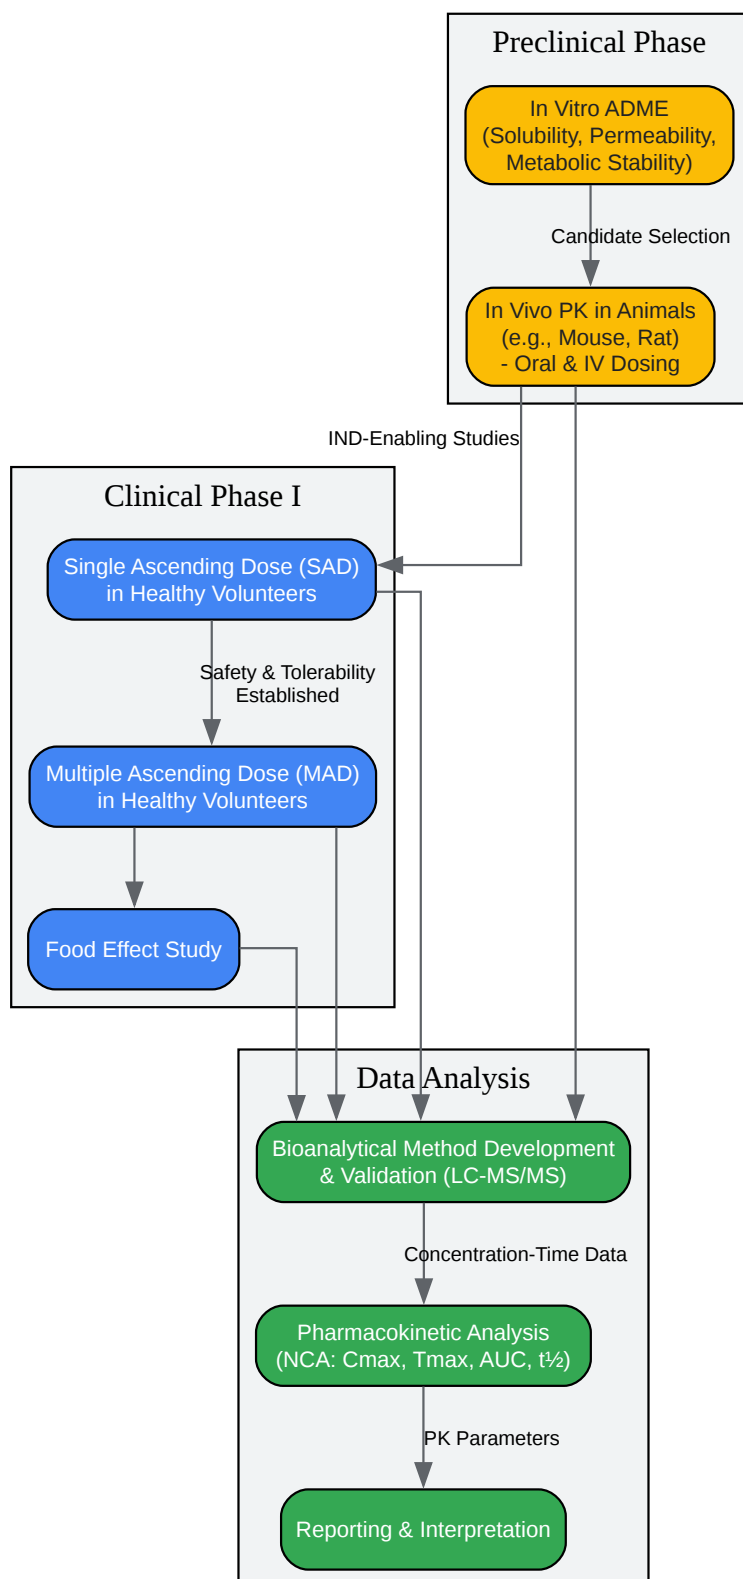 Preclinical Phase
In Vitro ADME
(Solubility, Permeability,
Metabolic Stability)
Candidate Selection
In Vivo PK in Animals
(e.g., Mouse, Rat)
- Oral & IV Dosing
IND-Enabling Studies
Clinical Phase I
Single Ascending Dose (SAD)
in Healthy Volunteers
Safety & Tolerability
Established
Multiple Ascending Dose (MAD)
in Healthy Volunteers
Food Effect Study
Data Analysis
Bioanalytical Method Development
& Validation (LC-MS/MS)
Concentration-Time Data
Pharmacokinetic Analysis
(NCA: Cmax, Tmax, AUC, t½)
PK Parameters
Reporting & Interpretation